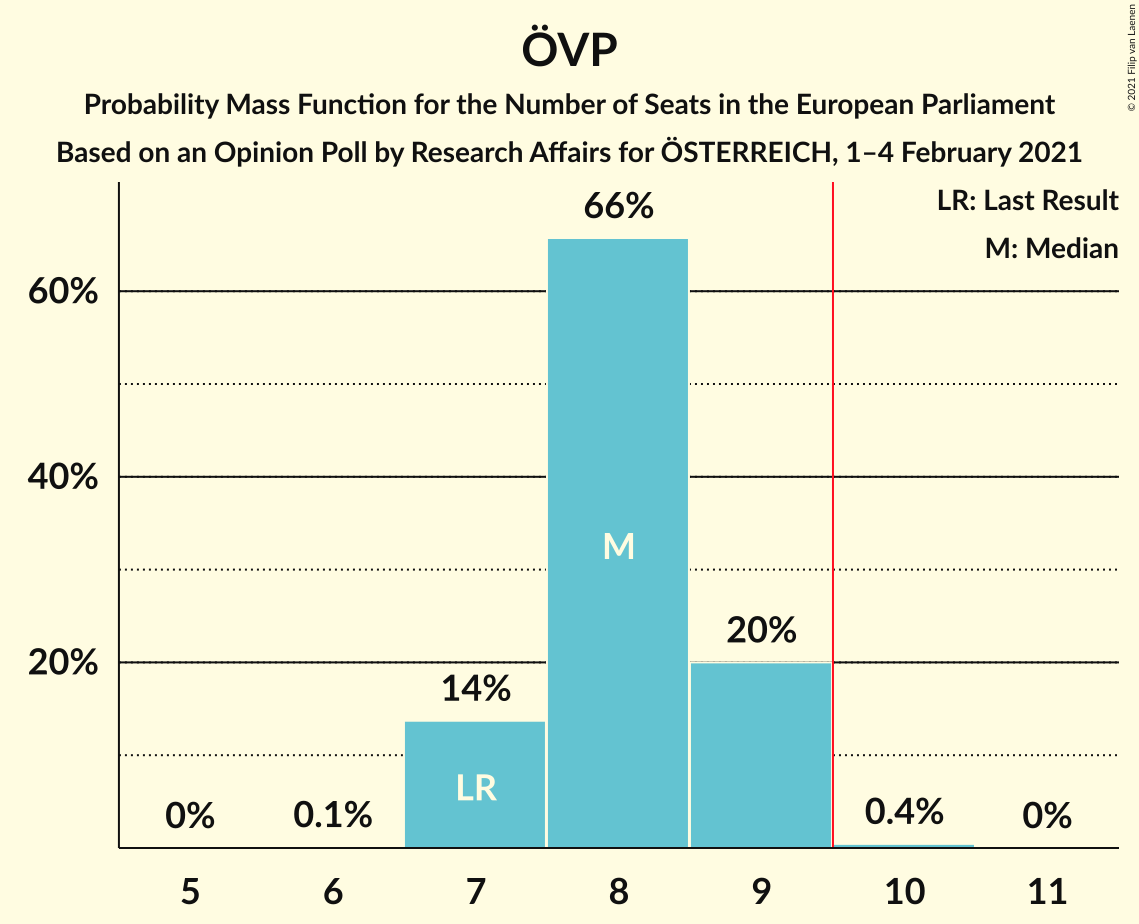 ÖVP
Probability Mass Function for the Number of Seats in the European Parliament
Based on an Opinion Poll by Research Affairs for ÖSTERREICH, 1–4 February 2021
© 2021 Filip van Laenen
LR: Last Result
M: Median
66%
60%
M
40%
20%
20%
14%
LR
0%
0.1%
0.4%
0%
5 6 7 8 9 10 11